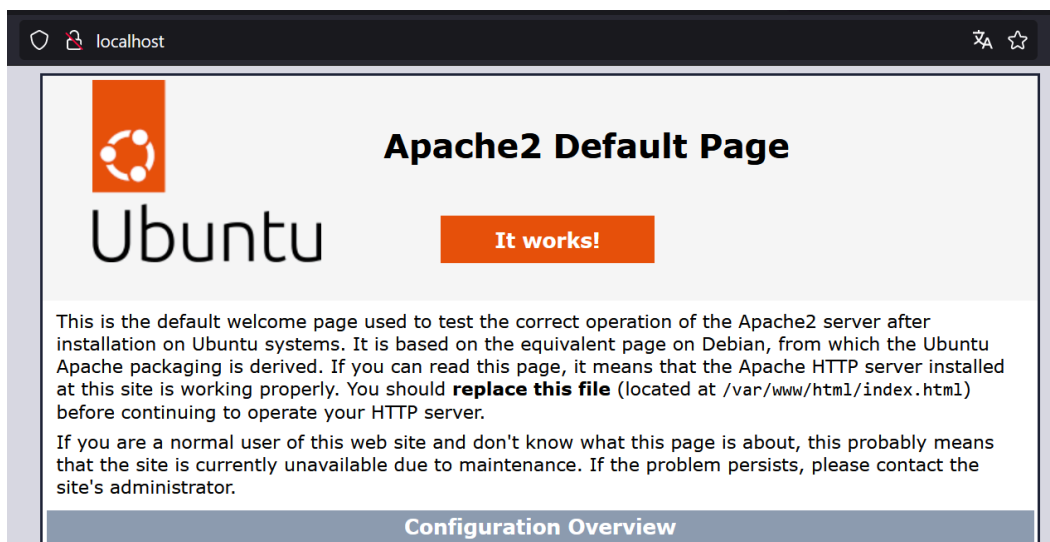 localhost
Apache2 Default Page
Ubuntu
It works!
This is the default welcome page used to test the correct operation of the Apache2 server after
installation on Ubuntu systems. It is based on the equivalent page on Debian, from which the Ubuntu
Apache packaging is derived. If you can read this page, it means that the Apache HTTP server installed
at this site is working properly. You should replace this file (located at /var/www/html/index.html)
before continuing to operate your HTTP server.
If you are a normal user of this web site and don't know what this page is about, this probably means
that the site is currently unavailable due to maintenance. If the problem persists, please contact the
site's administrator.
Configuration Overview